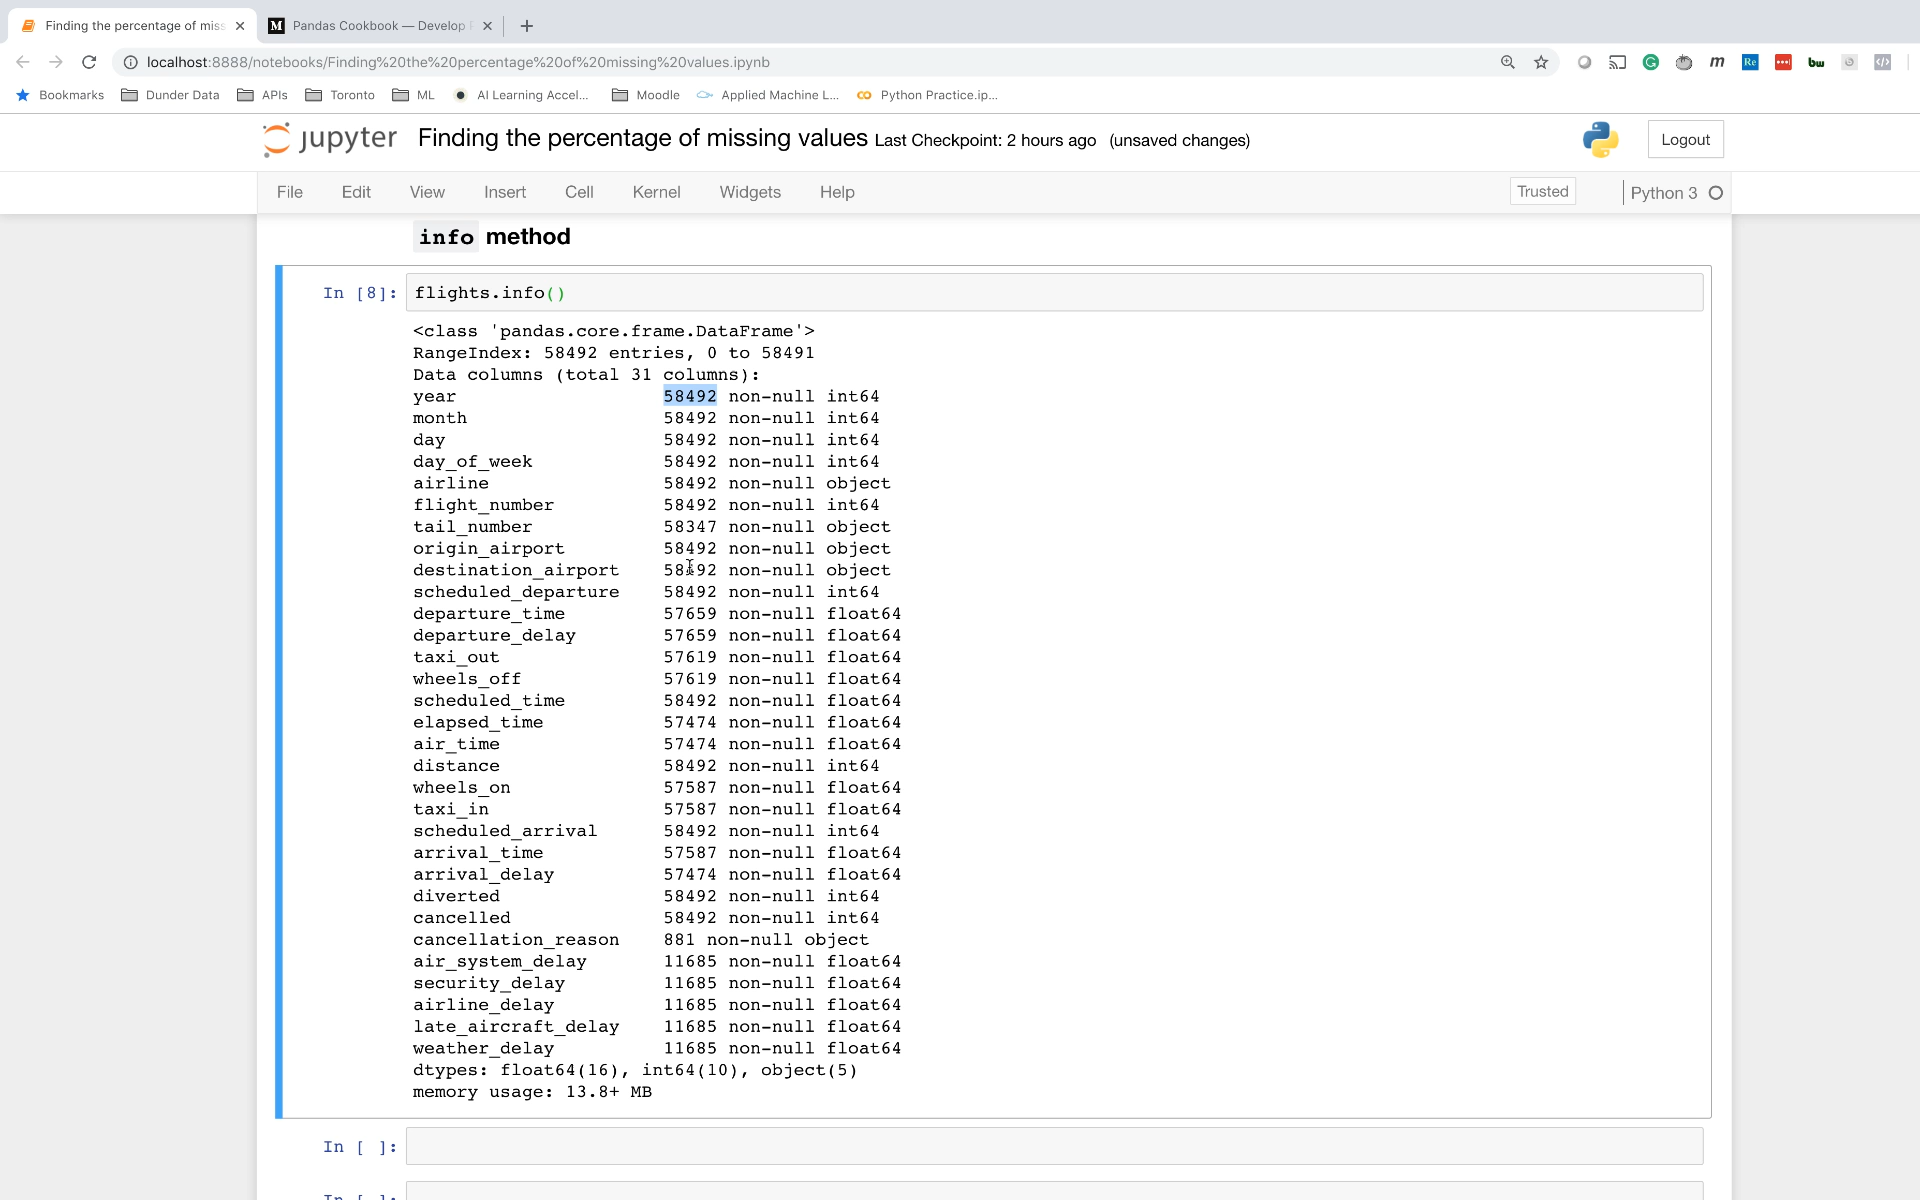 Finding the percentage of miss
Pandas Cookbook — Develop
localhost:8888/notebooks/Finding%20the%20percentage%20of%20missing%20values.ipynb
Bookmarks Dunder Data APIs Toronto ML AI Learning Accel... Moodle Applied Machine L... Python Practice.ip...
jupyter Finding the percentage of missing values Last Checkpoint: 2 hours ago (unsaved changes) Logout
File Edit View Insert Cell Kernel Widgets Help Trusted Python 3
info method
In [8]: flights.info()
<class 'pandas.core.frame.DataFrame'>
RangeIndex: 58492 entries, 0 to 58491
Data columns (total 31 columns):
year 58492 non-null int64
month 58492 non-null int64
day 58492 non-null int64
day_of_week 58492 non-null int64
airline 58492 non-null object
flight_number 58492 non-null int64
tail_number 58347 non-null object
origin_airport 58492 non-null object
destination_airport 58492 non-null object
scheduled_departure 58492 non-null int64
departure_time 57659 non-null float64
departure_delay 57659 non-null float64
taxi_out 57619 non-null float64
wheels_off 57619 non-null float64
scheduled_time 58492 non-null float64
elapsed_time 57474 non-null float64
air_time 57474 non-null float64
distance 58492 non-null int64
wheels_on 57587 non-null float64
taxi_in 57587 non-null float64
scheduled_arrival 58492 non-null int64
arrival_time 57587 non-null float64
arrival_delay 57474 non-null float64
diverted 58492 non-null int64
cancelled 58492 non-null int64
cancellation_reason 881 non-null object
air_system_delay 11685 non-null float64
security_delay 11685 non-null float64
airline_delay 11685 non-null float64
late_aircraft_delay 11685 non-null float64
weather_delay 11685 non-null float64
dtypes: float64(16), int64(10), object(5)
memory usage: 13.8+ MB
In [ ]:
In [ ]: